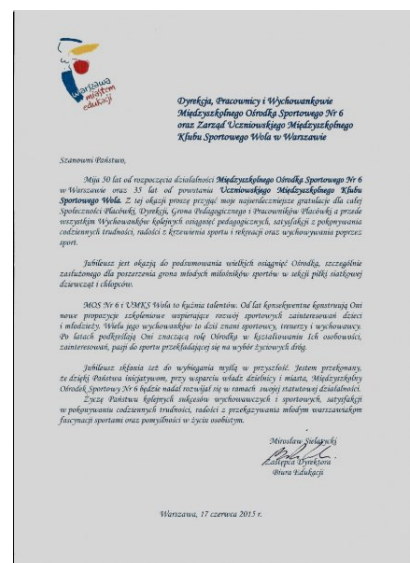 warszawa
miastem
edukacji
Dyrekcja, Pracownicy i Wychowankowie
Międzyszkolnego Ośrodka Sportowego Nr 6
oraz Zarząd Uczniowskiego Międzyszkolnego
Klubu Sportowego Wola w Warszawie
Szanowni Państwo,
Mija 50 lat od rozpoczęcia działalności Międzyszkolnego Ośrodka Sportowego Nr 6
w Warszawie oraz 35 lat od powstania Uczniowskiego Międzyszkolnego Klubu
Sportowego Wola. Z tej okazji proszę przyjąć moje najserdeczniejsze gratulacje dla całej
Społeczności Placówki, Dyrekcji, Grona Pedagogicznego i Pracowników Placówki a przede
wszystkim Wychowanków kolejnych osiągnięć pedagogicznych, satysfakcji z pokonywania
codziennych trudności, radości z krzewienia sportu i rekreacji oraz wychowywaniu poprzez
sport.
Jubileusz jest okazją do podsumowania wielkich osiągnięć Ośrodka, szczególnie
zasłużonego dla poszerzenia grona młodych miłośników sportów w sekcji piłki siatkowej
dziewcząt i chłopców.
MOS Nr 6 i UMKS Wola to kuźnia talentów. Od lat konsekwentne konstruują Oni
nowe propozycje szkoleniowe wspierające rozwój sportowych zainteresowań dzieci
i młodzieży. Wielu jego wychowanków to dziś znani sportowcy, trenerzy i wychowawcy.
Po latach podkreślają Oni znaczącą rolę Ośrodka w kształtowaniu Ich osobowości,
zainteresowań, pasji do sportu przekładającej się na wybór życiowych dróg.
Jubileusz skłania też do wybiegania myślą w przyszłość. Jestem przekonany,
że dzięki Państwa inicjatywom, przy wsparciu władz dzielnicy i miasta, Międzyszkolny
Ośrodek Sportowy Nr 6 będzie nadal rozwijał się w ramach swojej statutowej działalności.
Życzę Państwu kolejnych sukcesów wychowawczych i sportowych, satysfakcji
w pokonywaniu codziennych trudności, radości z przekazywania młodym warszawiakom
fascynacji sportami oraz pomyślności w życiu osobistym.
Mirosław Sielatycki
Zastępca Dyrektora
Biura Edukacji
Warszawa, 17 czerwca 2015 r.